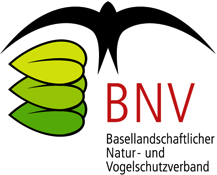 BNV
Basellandschaftlicher
Natur- und
Vogelschutzverband